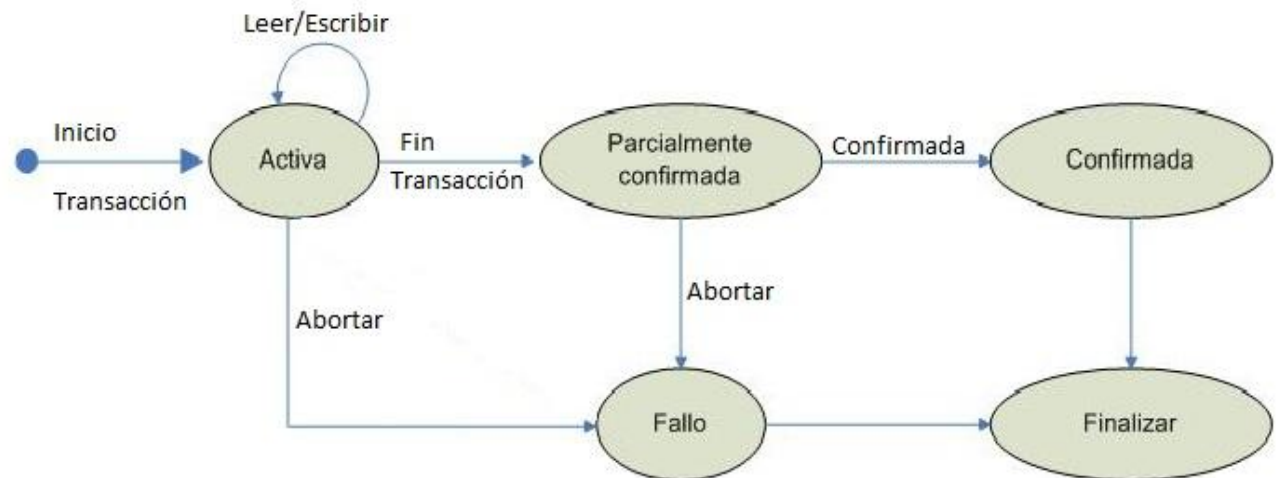 Leer/Escribir
Inicio
Transacción
Activa
Fin
Transacción
Parcialmente
confirmada
Confirmada
Confirmada
Abortar
Abortar
Fallo
Finalizar